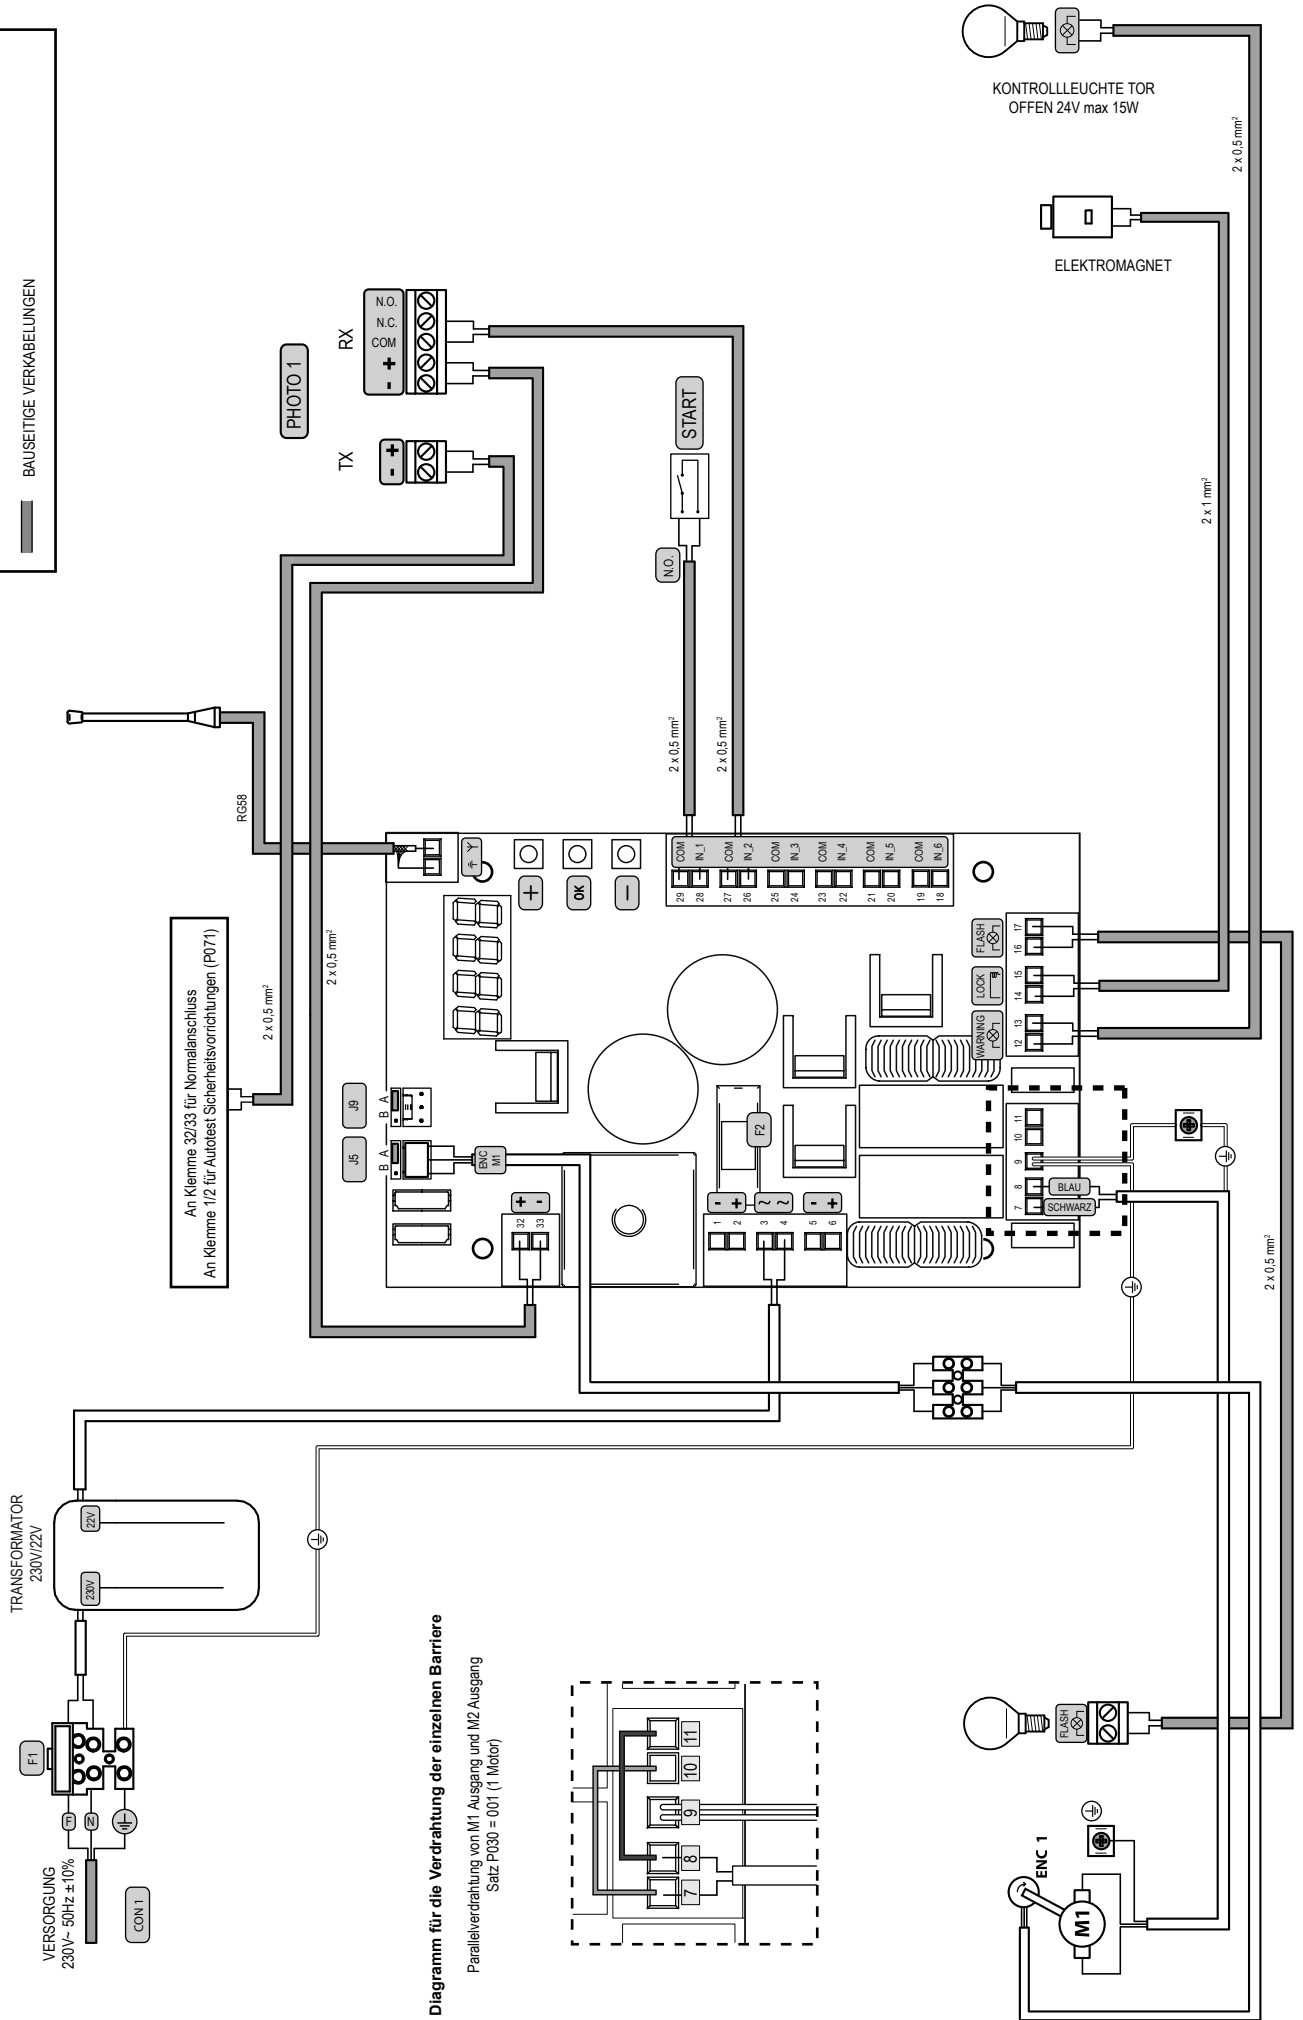 BAUSEITIGE VERKABELUNGEN
KONTROLLLEUCHTE TOR
OFFEN 24V max 15W
2 x 0,5 mm²
ELEKTROMAGNET
2 x 1 mm²
PHOTO 1
TX
- +
RX
- + COM N.C. N.O.
START
N.O.
2 x 0,5 mm²
2 x 0,5 mm²
RG58
An Klemme 32/33 für Normalanschluss
An Klemme 1/2 für Autotest Sicherheitsvorrichtungen (P071)
2 x 0,5 mm²
2 x 0,5 mm²
J9
B A
J5
B A
ENC
M1
+
OK
-
COM IN_1 COM IN_2 COM IN_3 COM IN_4 COM IN_5 COM IN_6
29 28 27 26 25 24 23 22 21 20 19 18
FLASH
17 16
LOCK
15 14
WARNING
13 12
11 10 9 8 7
BLAU
SCHWARZ
F2
+ -
32 33
- + ~ ~ - +
1 2 3 4 5 6
2 x 0,5 mm²
TRANSFORMATOR
230V/22V
22V
230V
F1
F
N
VERSORGUNG
230V~ 50Hz ±10%
CON 1
Diagramm für die Verdrahtung der einzelnen Barriere
Parallelverdrahtung von M1 Ausgang und M2 Ausgang
Satz P030 = 001 (1 Motor)
7 8 9 10 11
FLASH
ENC 1
M1